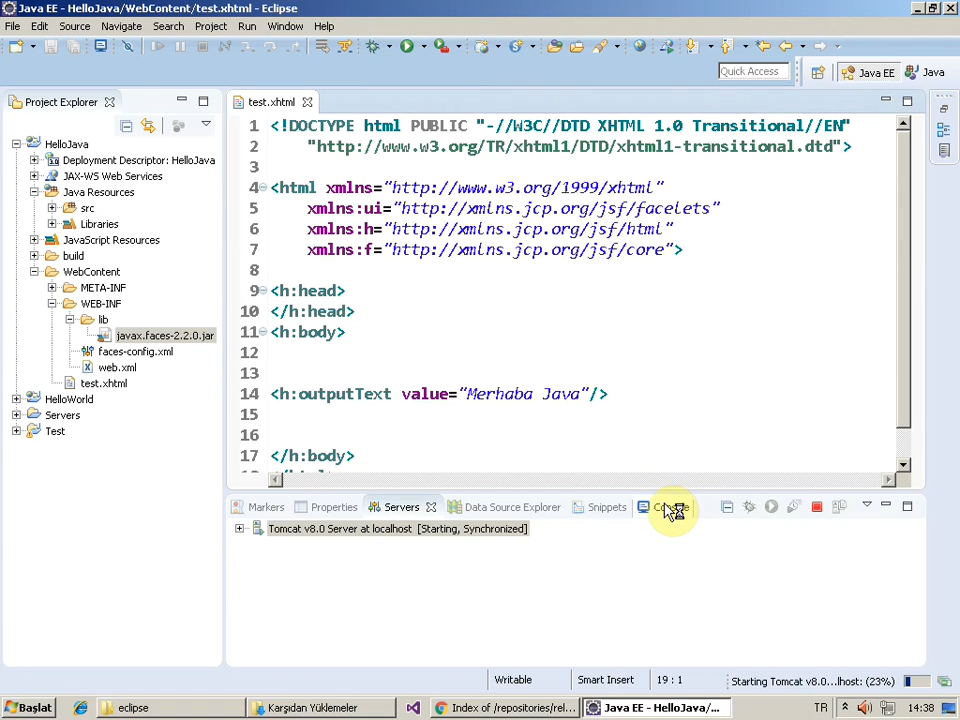 Java EE - HelloJava/WebContent/test.xhtml - Eclipse
File Edit Source Navigate Search Project Run Window Help
Quick Access Java EE Java
Project Explorer
HelloJava
Deployment Descriptor: HelloJava
JAX-WS Web Services
Java Resources
src
Libraries
JavaScript Resources
build
WebContent
META-INF
WEB-INF
lib
javax.faces-2.2.0.jar
faces-config.xml
web.xml
test.xhtml
HelloWorld
Servers
Test
test.xhtml
1 <!DOCTYPE html PUBLIC "-//W3C//DTD XHTML 1.0 Transitional//EN"
2 "http://www.w3.org/TR/xhtml1/DTD/xhtml1-transitional.dtd">
3
4 <html xmlns="http://www.w3.org/1999/xhtml"
5 xmlns:ui="http://xmlns.jcp.org/jsf/facelets"
6 xmlns:h="http://xmlns.jcp.org/jsf/html"
7 xmlns:f="http://xmlns.jcp.org/jsf/core">
8
9 <h:head>
10 </h:head>
11 <h:body>
12
13
14 <h:outputText value="Merhaba Java"/>
15
16
17 </h:body>
Markers Properties Servers Data Source Explorer Snippets
Tomcat v8.0 Server at localhost [Starting, Synchronized]
Writable Smart Insert 19 : 1 Starting Tomcat v8.0...lhost: (23%)
Başlat eclipse Karşıdan Yüklemeler Index of /repositories/rel... Java EE - HelloJava/... TR 14:38